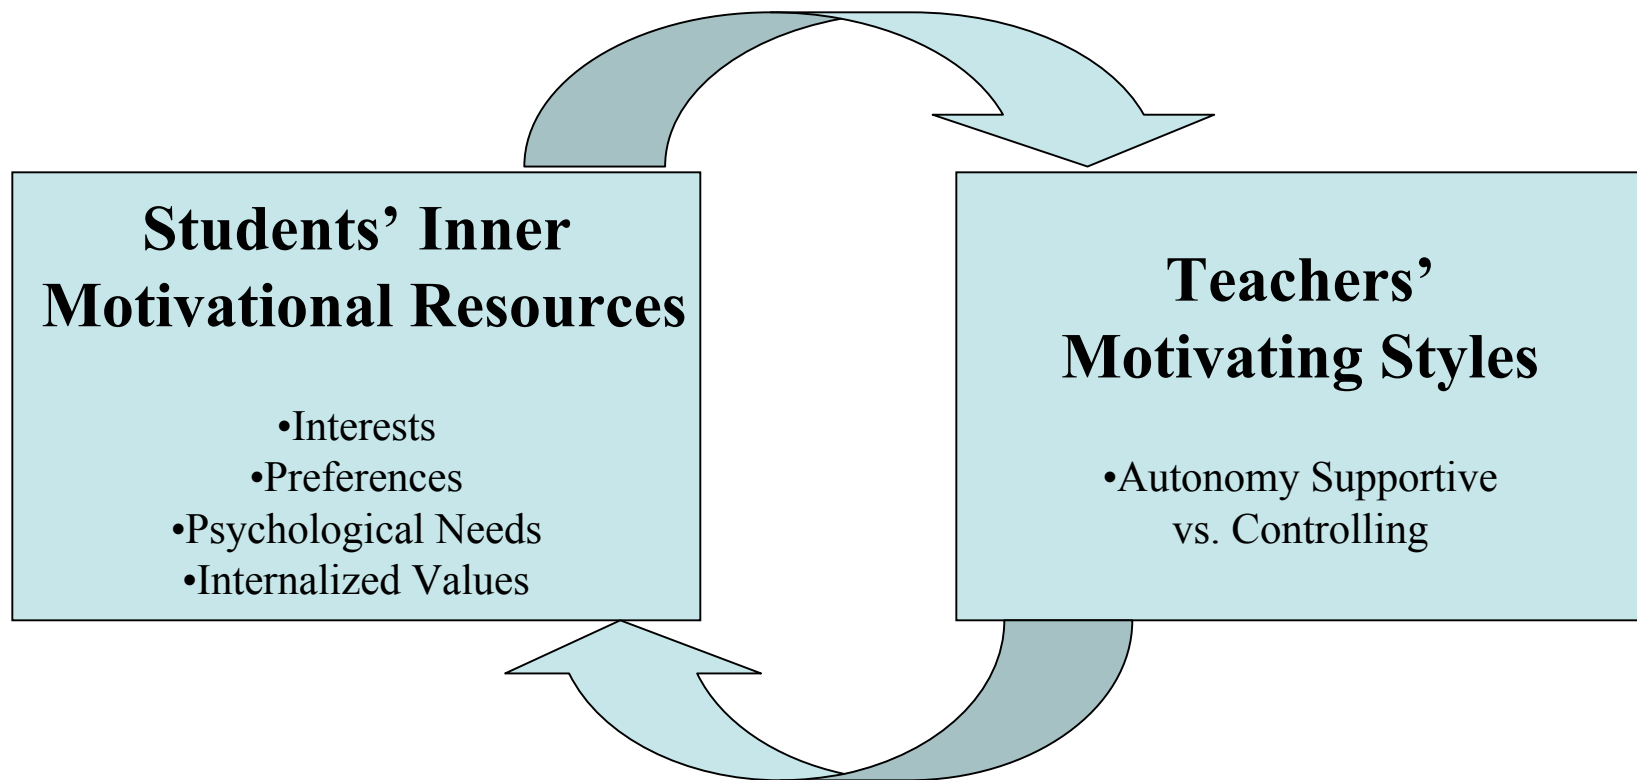 Students’ Inner
Motivational Resources
•Interests
•Preferences
•Psychological Needs
•Internalized Values
Teachers’
Motivating Styles
•Autonomy Supportive
vs. Controlling